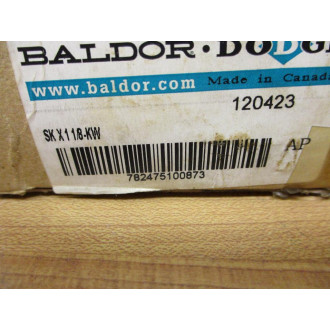 BALDOR · DODGE
www.baldor.com Made in Canada
120423
SK X 1 1/8-KW
AP
782475100873